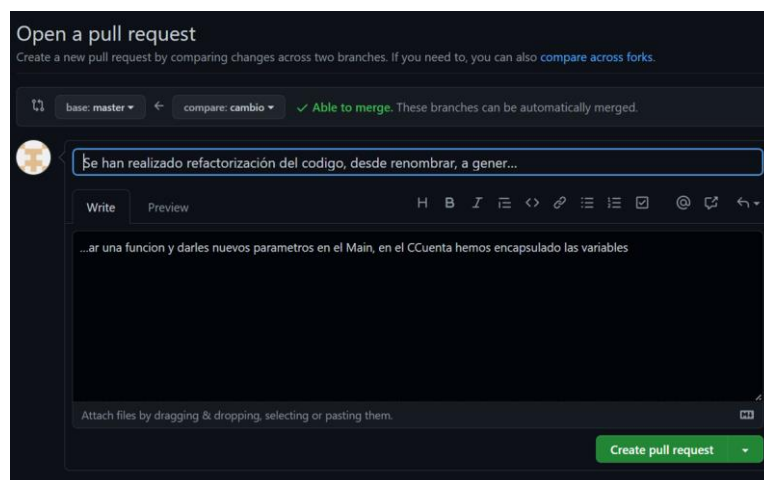 Open a pull request
Create a new pull request by comparing changes across two branches. If you need to, you can also compare across forks.
base: master ← compare: cambio ✓ Able to merge. These branches can be automatically merged.
Se han realizado refactorización del codigo, desde renombrar, a gener...
Write Preview H B I <> @
...ar una funcion y darles nuevos parametros en el Main, en el CCuenta hemos encapsulado las variables
Attach files by dragging & dropping, selecting or pasting them.
Create pull request